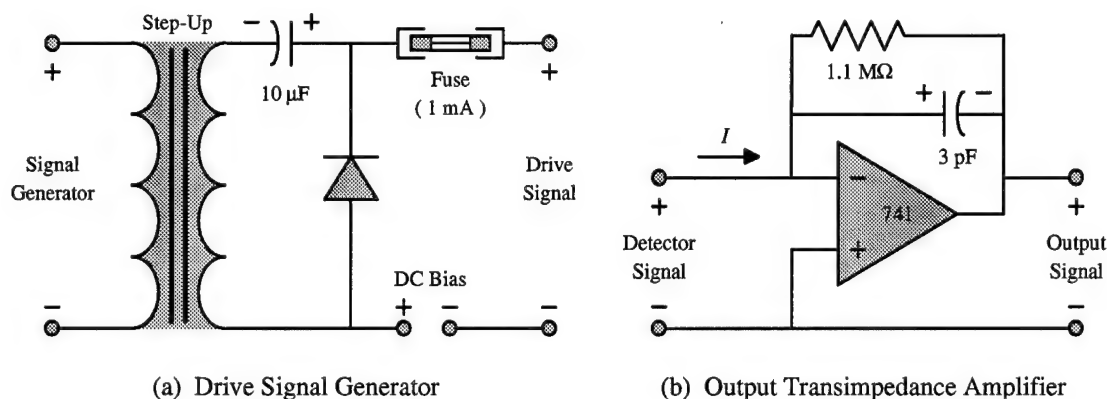 Step-Up
- +
+ 10 μF
Fuse
( 1 mA )
+
Signal
Generator
Drive
Signal
DC Bias
- - + - -
(a) Drive Signal Generator
1.1 MΩ
+ -
3 pF
I
-
741
+
+ +
Detector
Signal
Output
Signal
- -
(b) Output Transimpedance Amplifier